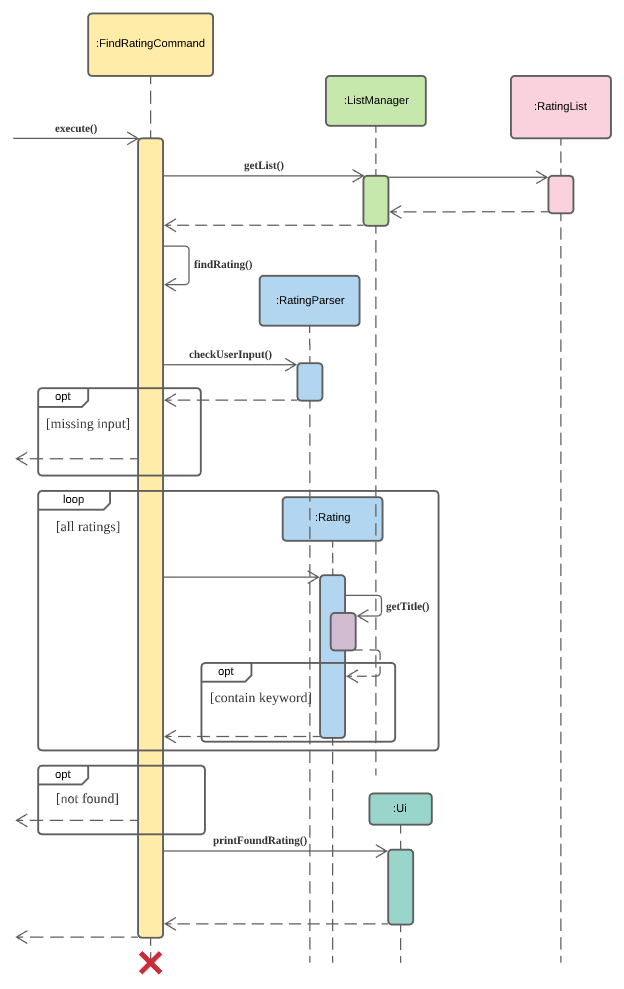 :FindRatingCommand
:ListManager
:RatingList
execute()
getList()
findRating()
:RatingParser
checkUserInput()
opt
[missing input]
loop
:Rating
[all ratings]
getTitle()
opt
[contain keyword]
opt
[not found]
:Ui
printFoundRating()